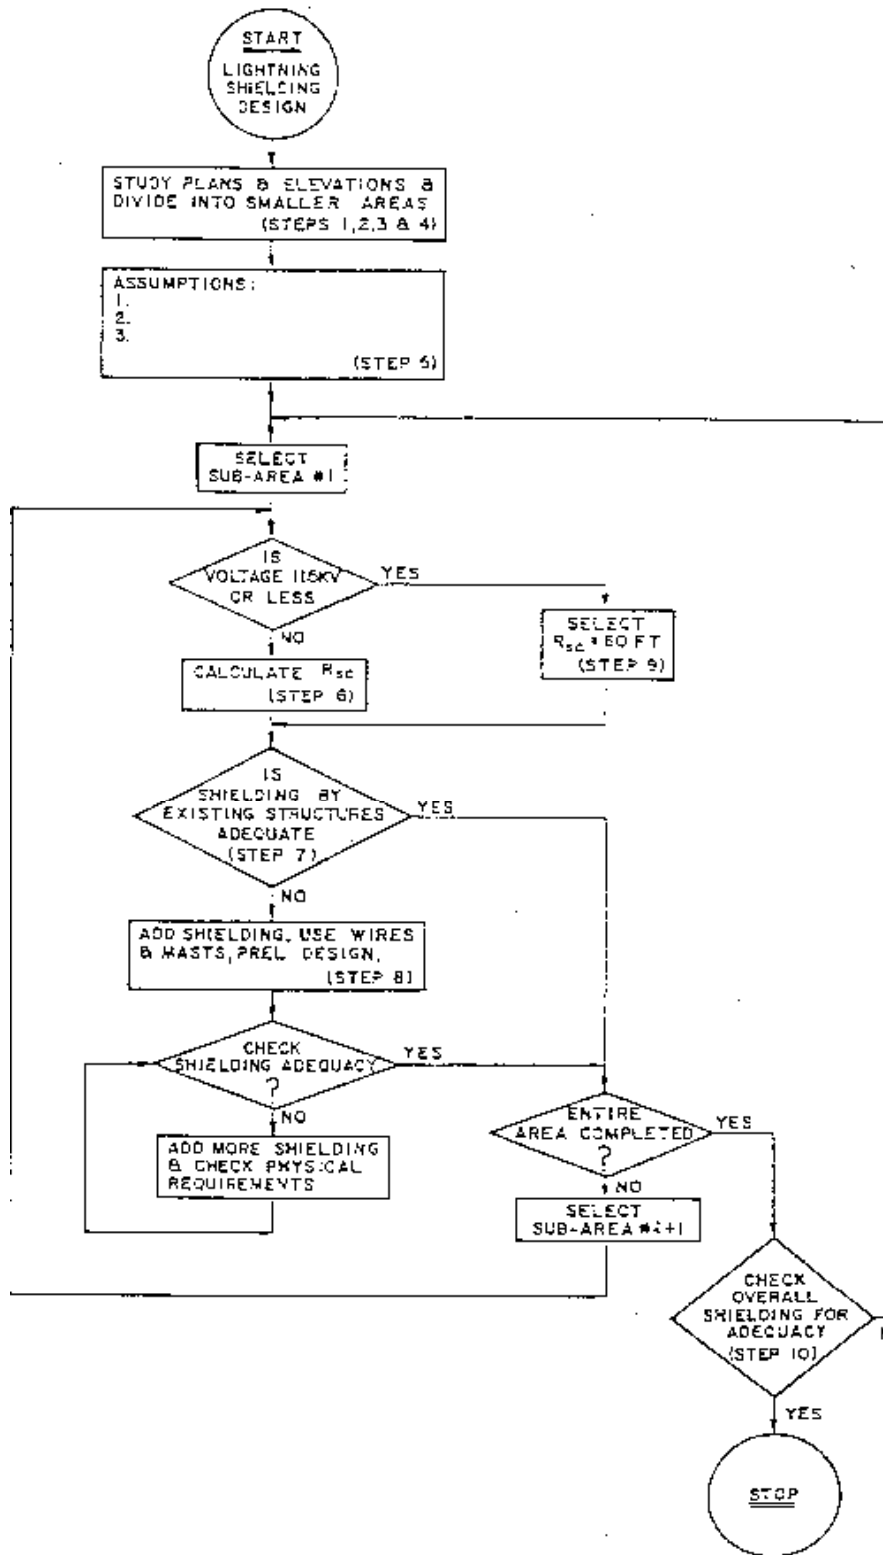 START
LIGHTNING
SHIELDING
DESIGN
STUDY PLANS & ELEVATIONS &
DIVIDE INTO SMALLER AREAS
(STEPS 1,2,3 & 4)
ASSUMPTIONS:
1.
2.
3.
(STEP 5)
SELECT
SUB-AREA #1
IS
VOLTAGE 115KV
OR LESS
YES
NO
SELECT
(STEP 9)
CALCULATE Rsc
(STEP 6)
IS
SHIELDING BY
EXISTING STRUCTURES
ADEQUATE
(STEP 7)
YES
NO
ADD SHIELDING, USE WIRES
& MASTS, PREL DESIGN.
(STEP 8)
CHECK
SHIELDING ADEQUACY
?
YES
NO
ADD MORE SHIELDING
& CHECK PHYSICAL
REQUIREMENTS
ENTIRE
AREA COMPLETED
?
YES
NO
SELECT
SUB-AREA
CHECK
OVERALL
SHIELDING FOR
ADEQUACY
(STEP 10)
YES
STOP